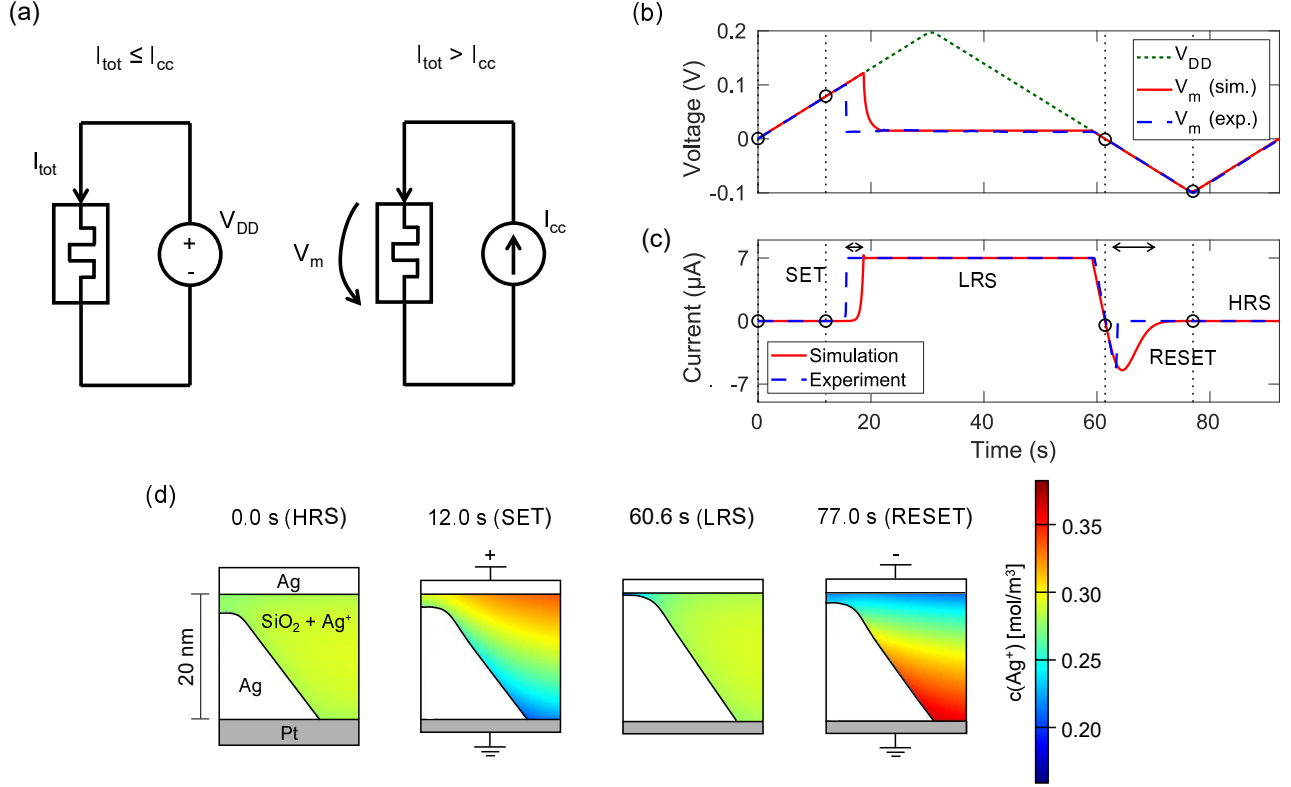 (a)
I_tot ≤ I_cc
I_tot > I_cc
I_tot
V_DD
+
-
V_m
I_cc
(b)
Voltage (V)
0.2
0.1
0
-0.1
V_DD
V_m (sim.)
V_m (exp.)
(c)
Current (µA)
7
0
-7
SET
LRS
HRS
RESET
Simulation
Experiment
0 20 40 60 80
Time (s)
(d)
0.0 s (HRS) 12.0 s (SET) 60.6 s (LRS) 77.0 s (RESET)
+
-
Ag
SiO₂ + Ag⁺
20 nm
Ag
Pt
0.35
0.30
0.25
0.20
c(Ag⁺) [mol/m³]